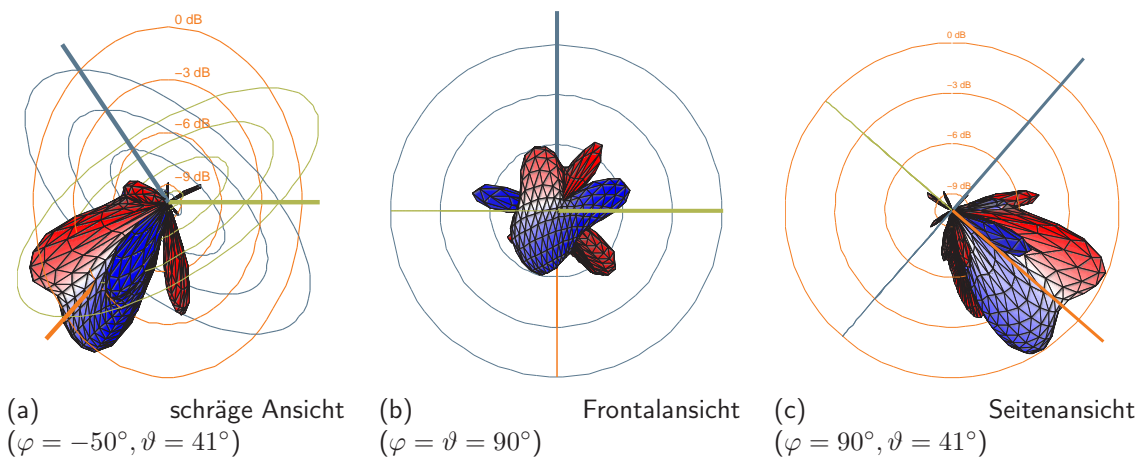 0 dB
−3 dB
−6 dB
−9 dB
0 dB
−3 dB
−6 dB
−9 dB
(a) schräge Ansicht
(φ = −50°, ϑ = 41°)
(b) Frontalansicht
(φ = ϑ = 90°)
(c) Seitenansicht
(φ = 90°, ϑ = 41°)